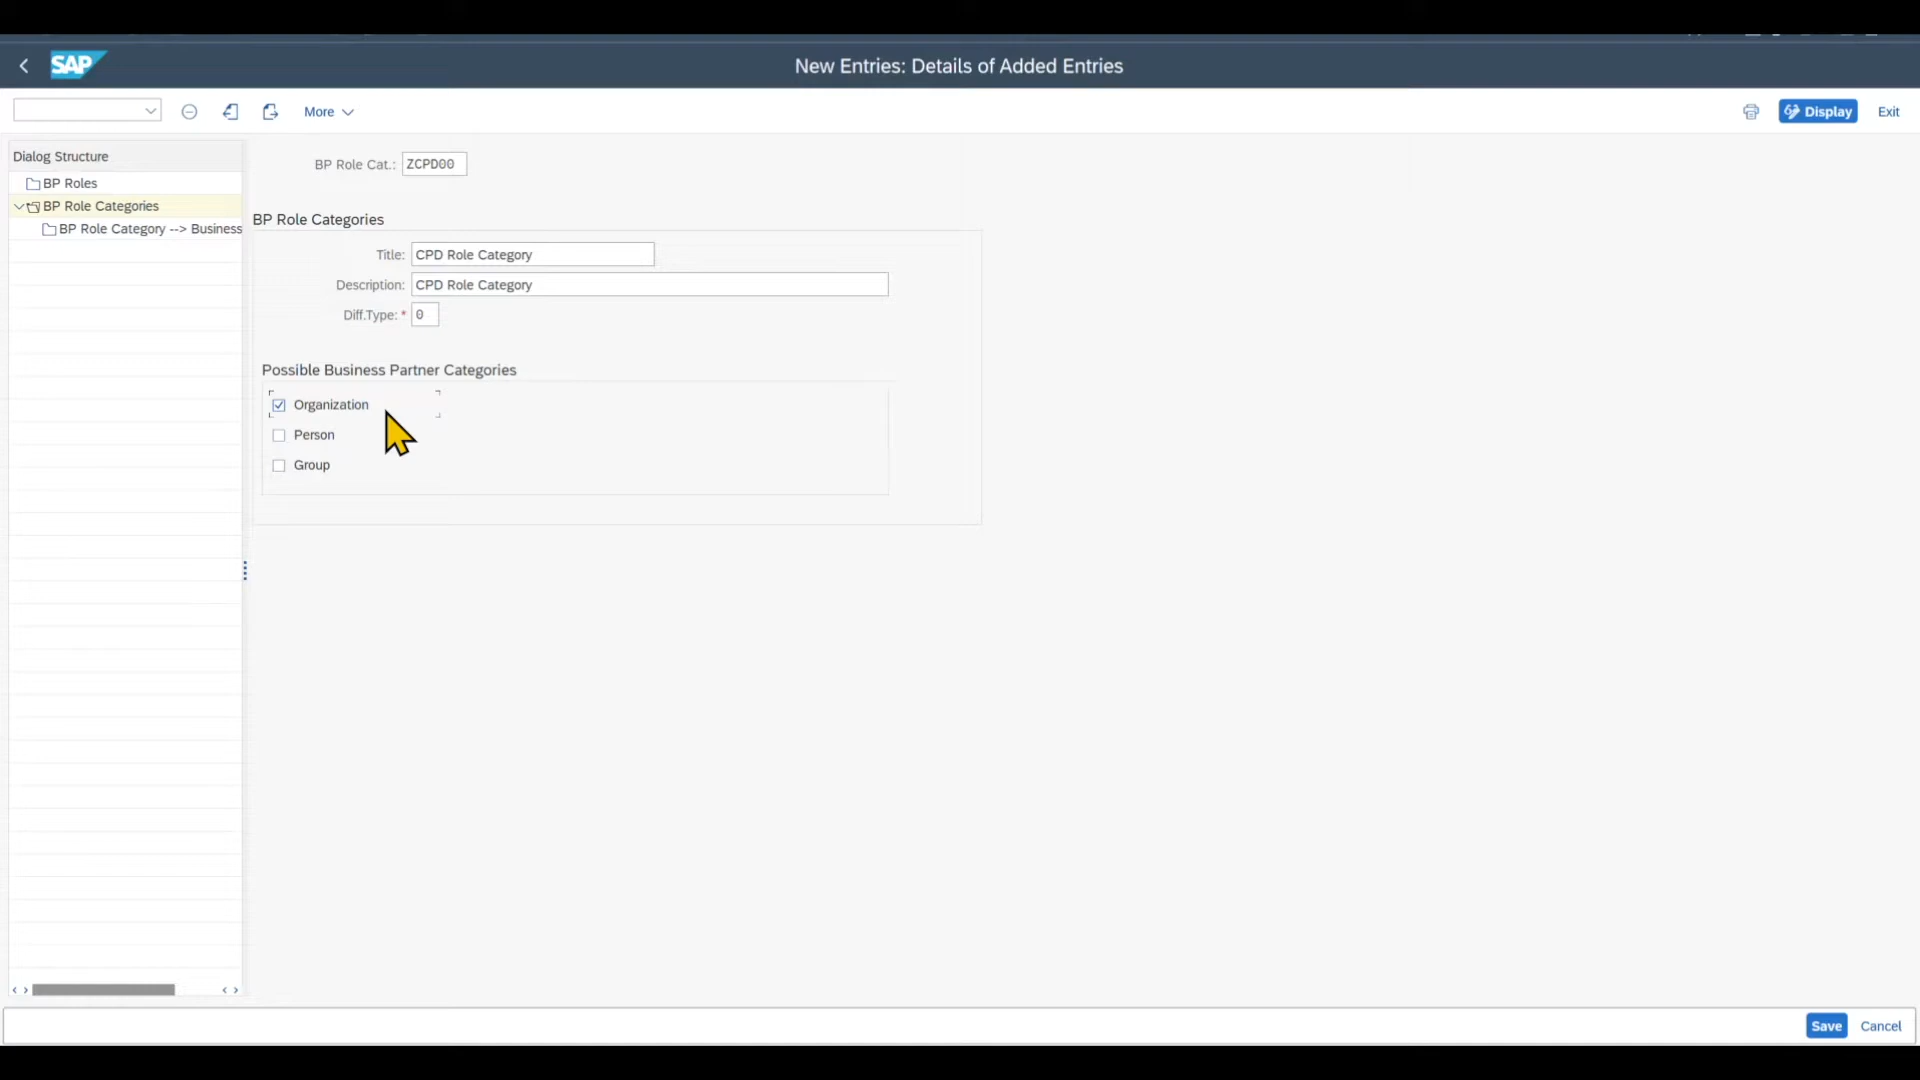 SAP
New Entries: Details of Added Entries
More
Display
Exit
Dialog Structure
BP Roles
BP Role Categories
BP Role Category --> Business
BP Role Cat.: ZCPD00
BP Role Categories
Title: CPD Role Category
Description: CPD Role Category
Diff.Type: * 0
Possible Business Partner Categories
Organization
Person
Group
Save
Cancel